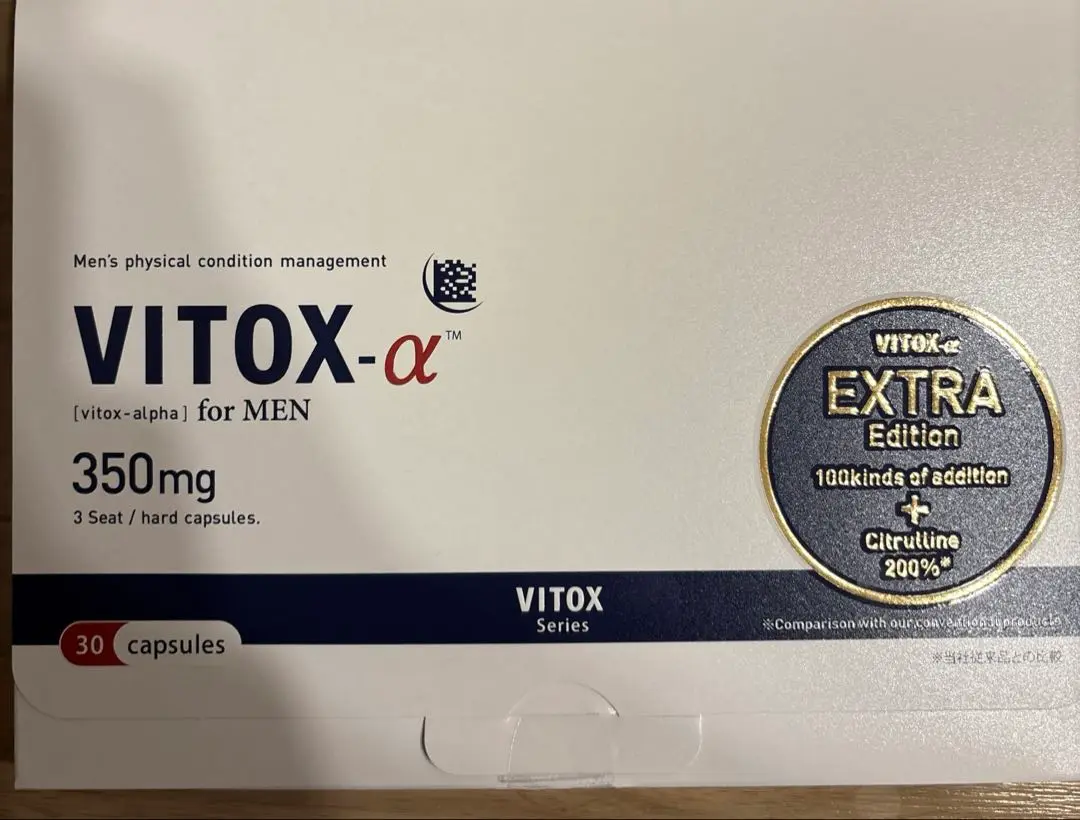 Men's physical condition management
VITOX-α™
[vitox-alpha] for MEN
350mg
3 Seat / hard capsules.
VITOX-α
EXTRA
Edition
100kinds of addition
+
Citrulline
200%*
VITOX
Series
※Comparison with our conventional products
30 capsules
※当社従来品との比較